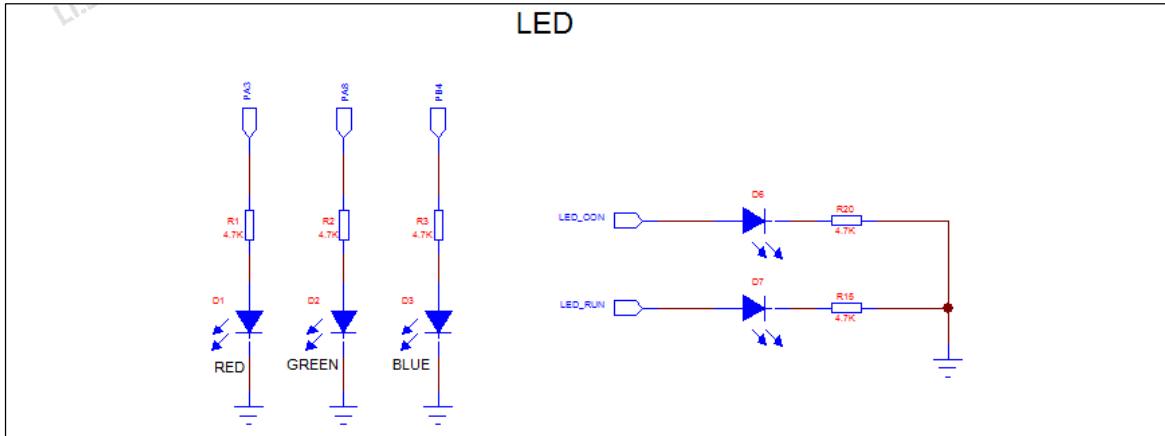 LED
PA3
PA8
PB4
R1
4.7K
R2
4.7K
R3
4.7K
D1
D2
D3
RED
GREEN
BLUE
D6
LED_CON
R20
4.7K
D7
LED_RUN
R15
4.7K